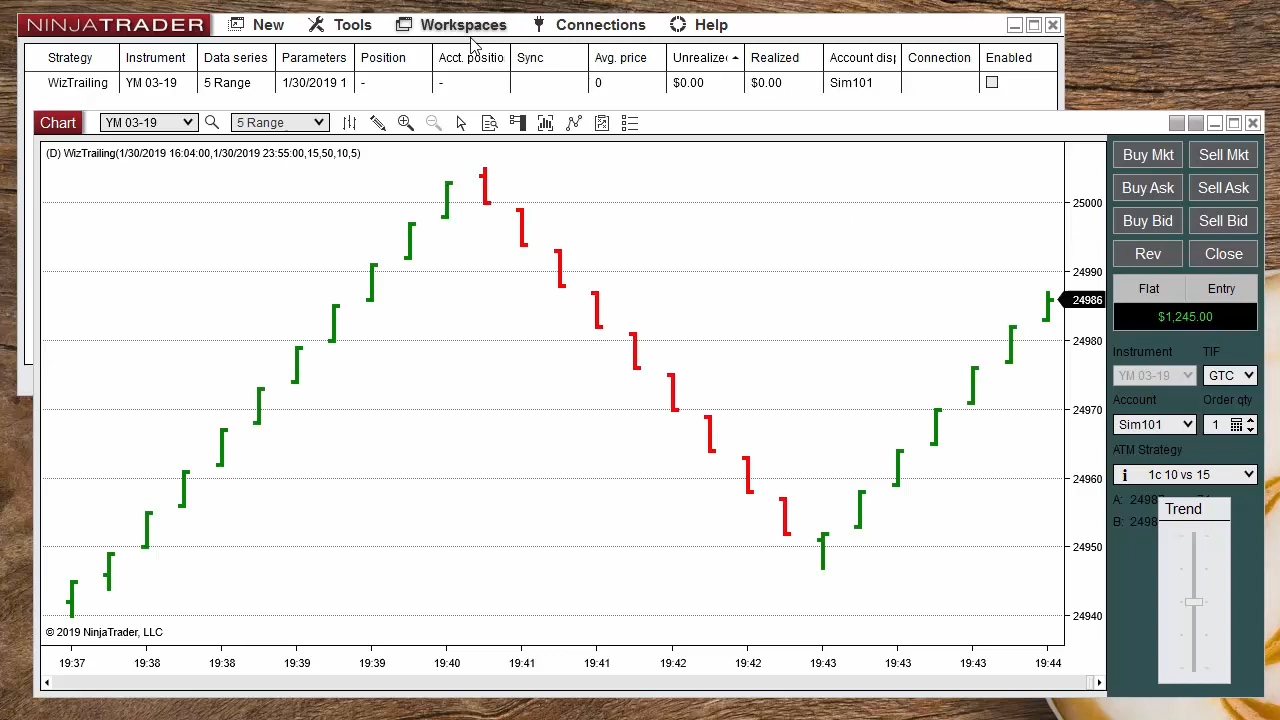 NINJATRADER New Tools Workspaces Connections Help
Strategy Instrument Data series Parameters Position Acct. positio Sync Avg. price Unrealize Realized Account disp Connection Enabled
WizTrailing YM 03-19 5 Range 1/30/2019 1 - - 0 $0.00 $0.00 Sim101
Chart YM 03-19 5 Range
(D) WizTrailing(1/30/2019 16:04:00,1/30/2019 23:55:00,15,50,10,5)
25000
24990
24986
24980
24970
24960
24950
24940
© 2019 NinjaTrader, LLC
19:37 19:38 19:38 19:39 19:39 19:40 19:41 19:41 19:42 19:42 19:43 19:43 19:43 19:44
Buy Mkt Sell Mkt
Buy Ask Sell Ask
Buy Bid Sell Bid
Rev Close
Flat Entry
$1,245.00
Instrument TIF
YM 03-19 GTC
Account Order qty
Sim101 1
ATM Strategy
1c 10 vs 15
A:
B:
Trend